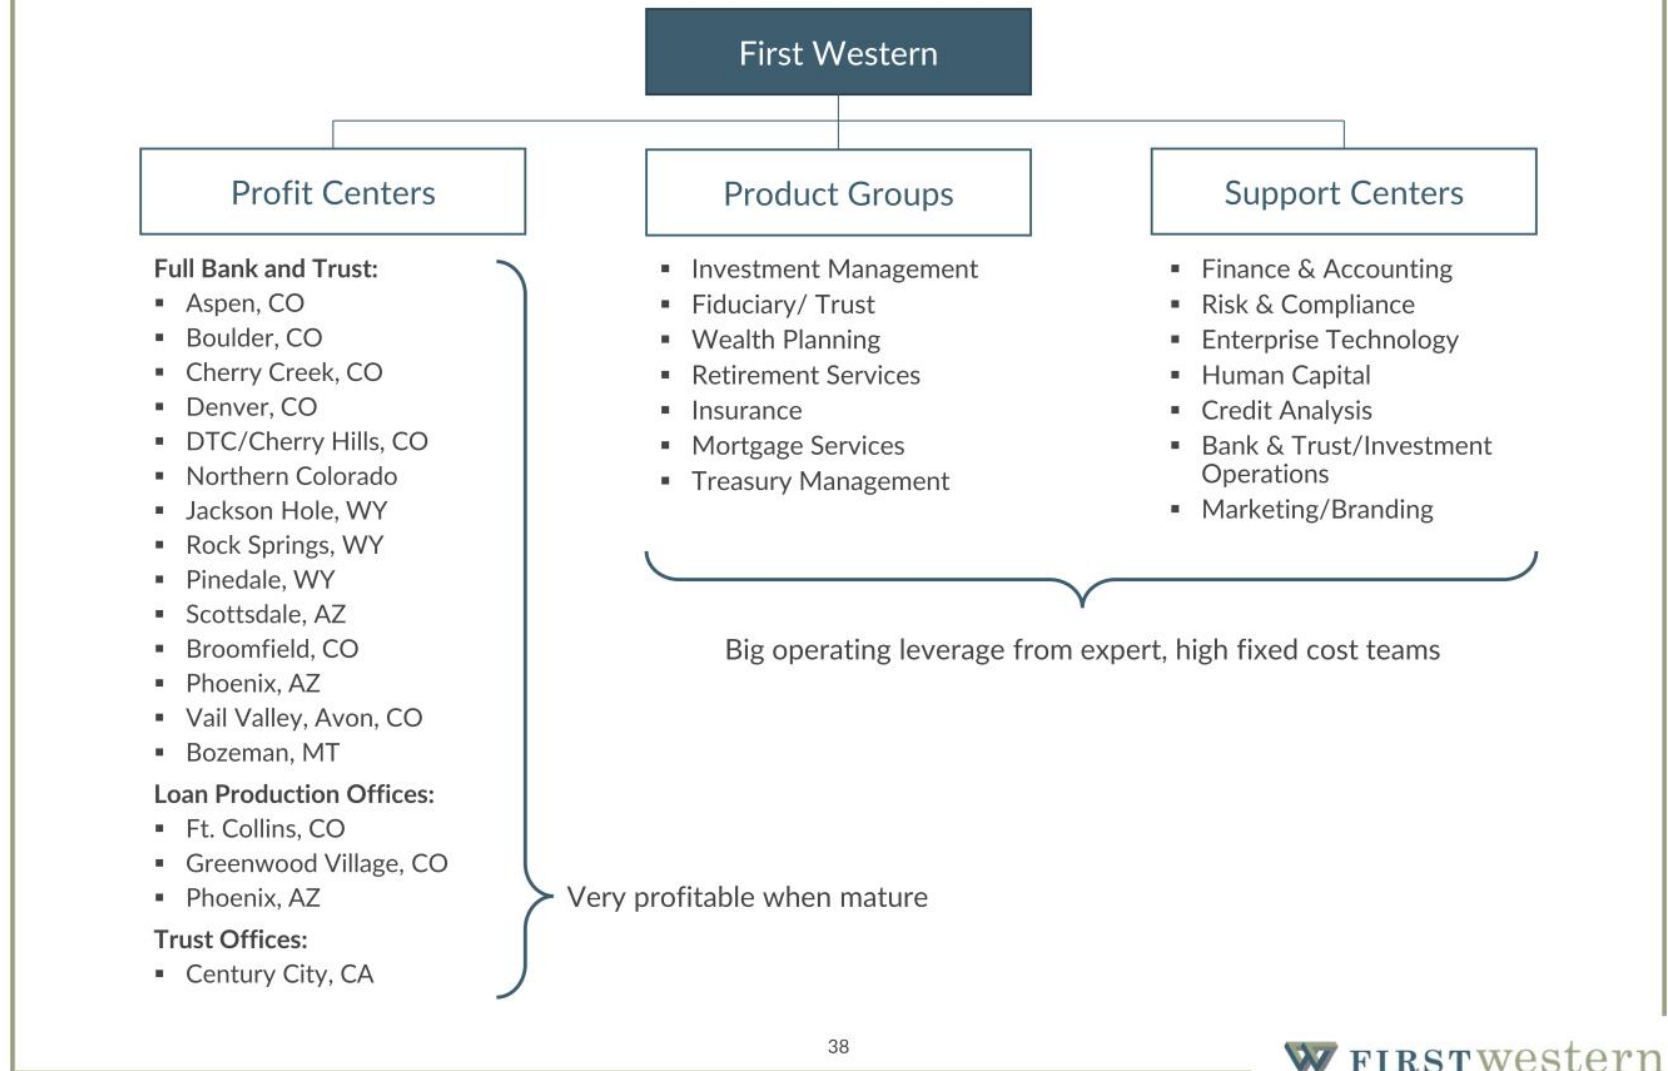 First Western
Profit Centers
Full Bank and Trust:
▪ Aspen, CO
▪ Boulder, CO
▪ Cherry Creek, CO
▪ Denver, CO
▪ DTC/Cherry Hills, CO
▪ Northern Colorado
▪ Jackson Hole, WY
▪ Rock Springs, WY
▪ Pinedale, WY
▪ Scottsdale, AZ
▪ Broomfield, CO
▪ Phoenix, AZ
▪ Vail Valley, Avon, CO
▪ Bozeman, MT
Loan Production Offices:
▪ Ft. Collins, CO
▪ Greenwood Village, CO
▪ Phoenix, AZ
Trust Offices:
▪ Century City, CA
Very profitable when mature
Product Groups
▪ Investment Management
▪ Fiduciary/ Trust
▪ Wealth Planning
▪ Retirement Services
▪ Insurance
▪ Mortgage Services
▪ Treasury Management
Support Centers
▪ Finance & Accounting
▪ Risk & Compliance
▪ Enterprise Technology
▪ Human Capital
▪ Credit Analysis
▪ Bank & Trust/Investment
Operations
▪ Marketing/Branding
Big operating leverage from expert, high fixed cost teams
38
FIRSTwestern